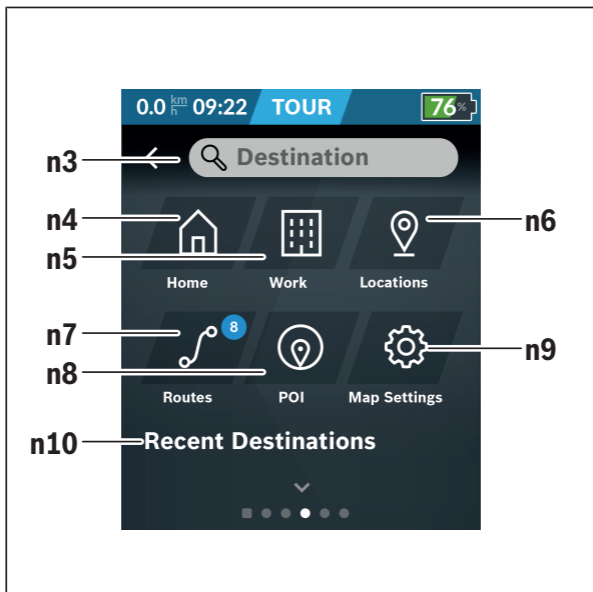 0.0 km/h 09:22 TOUR 76%
n3 Destination
n4 n6
n5
Home Work Locations
n7 8
n8 n9
Routes POI Map Settings
n10 Recent Destinations